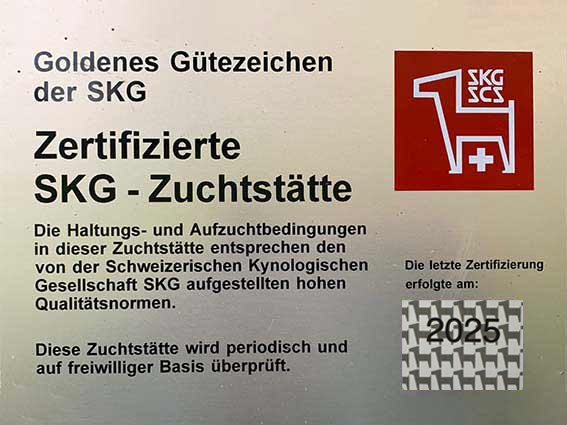 Goldenes Gütezeichen
der SKG
SKG
SCS
Zertifizierte
SKG - Zuchtstätte
Die Haltungs- und Aufzuchtbedingungen
in dieser Zuchtstätte entsprechen den
von der Schweizerischen Kynologischen
Gesellschaft SKG aufgestellten hohen
Qualitätsnormen.
Diese Zuchtstätte wird periodisch und
auf freiwilliger Basis überprüft.
Die letzte Zertifizierung
erfolgte am:
2025